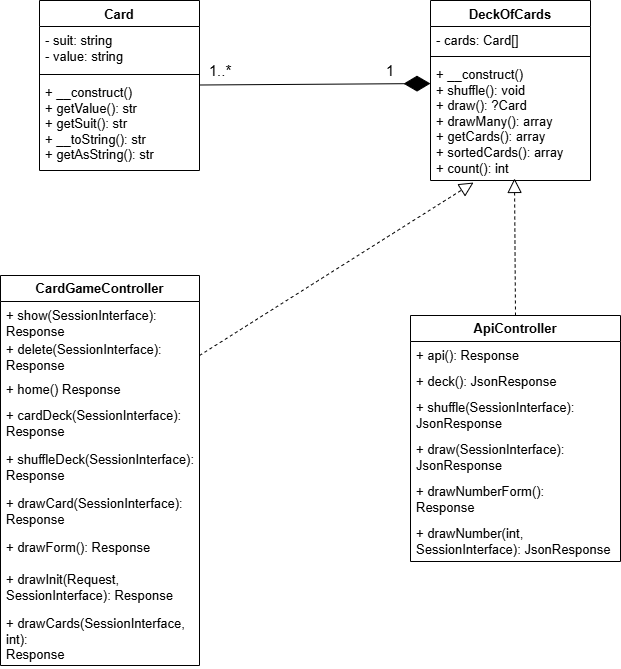 Card
- suit: string
- value: string
+ __construct()
+ getValue(): str
+ getSuit(): str
+ __toString(): str
+ getAsString(): str
1..*
1
DeckOfCards
- cards: Card[]
+ __construct()
+ shuffle(): void
+ draw(): ?Card
+ drawMany(): array
+ getCards(): array
+ sortedCards(): array
+ count(): int
CardGameController
+ show(SessionInterface):
Response
+ delete(SessionInterface):
Response
+ home() Response
+ cardDeck(SessionInterface):
Response
+ shuffleDeck(SessionInterface):
Response
+ drawCard(SessionInterface):
Response
+ drawForm(): Response
+ drawInit(Request,
SessionInterface): Response
+ drawCards(SessionInterface,
int):
Response
ApiController
+ api(): Response
+ deck(): JsonResponse
+ shuffle(SessionInterface):
JsonResponse
+ draw(SessionInterface):
JsonResponse
+ drawNumberForm():
Response
+ drawNumber(int,
SessionInterface): JsonResponse